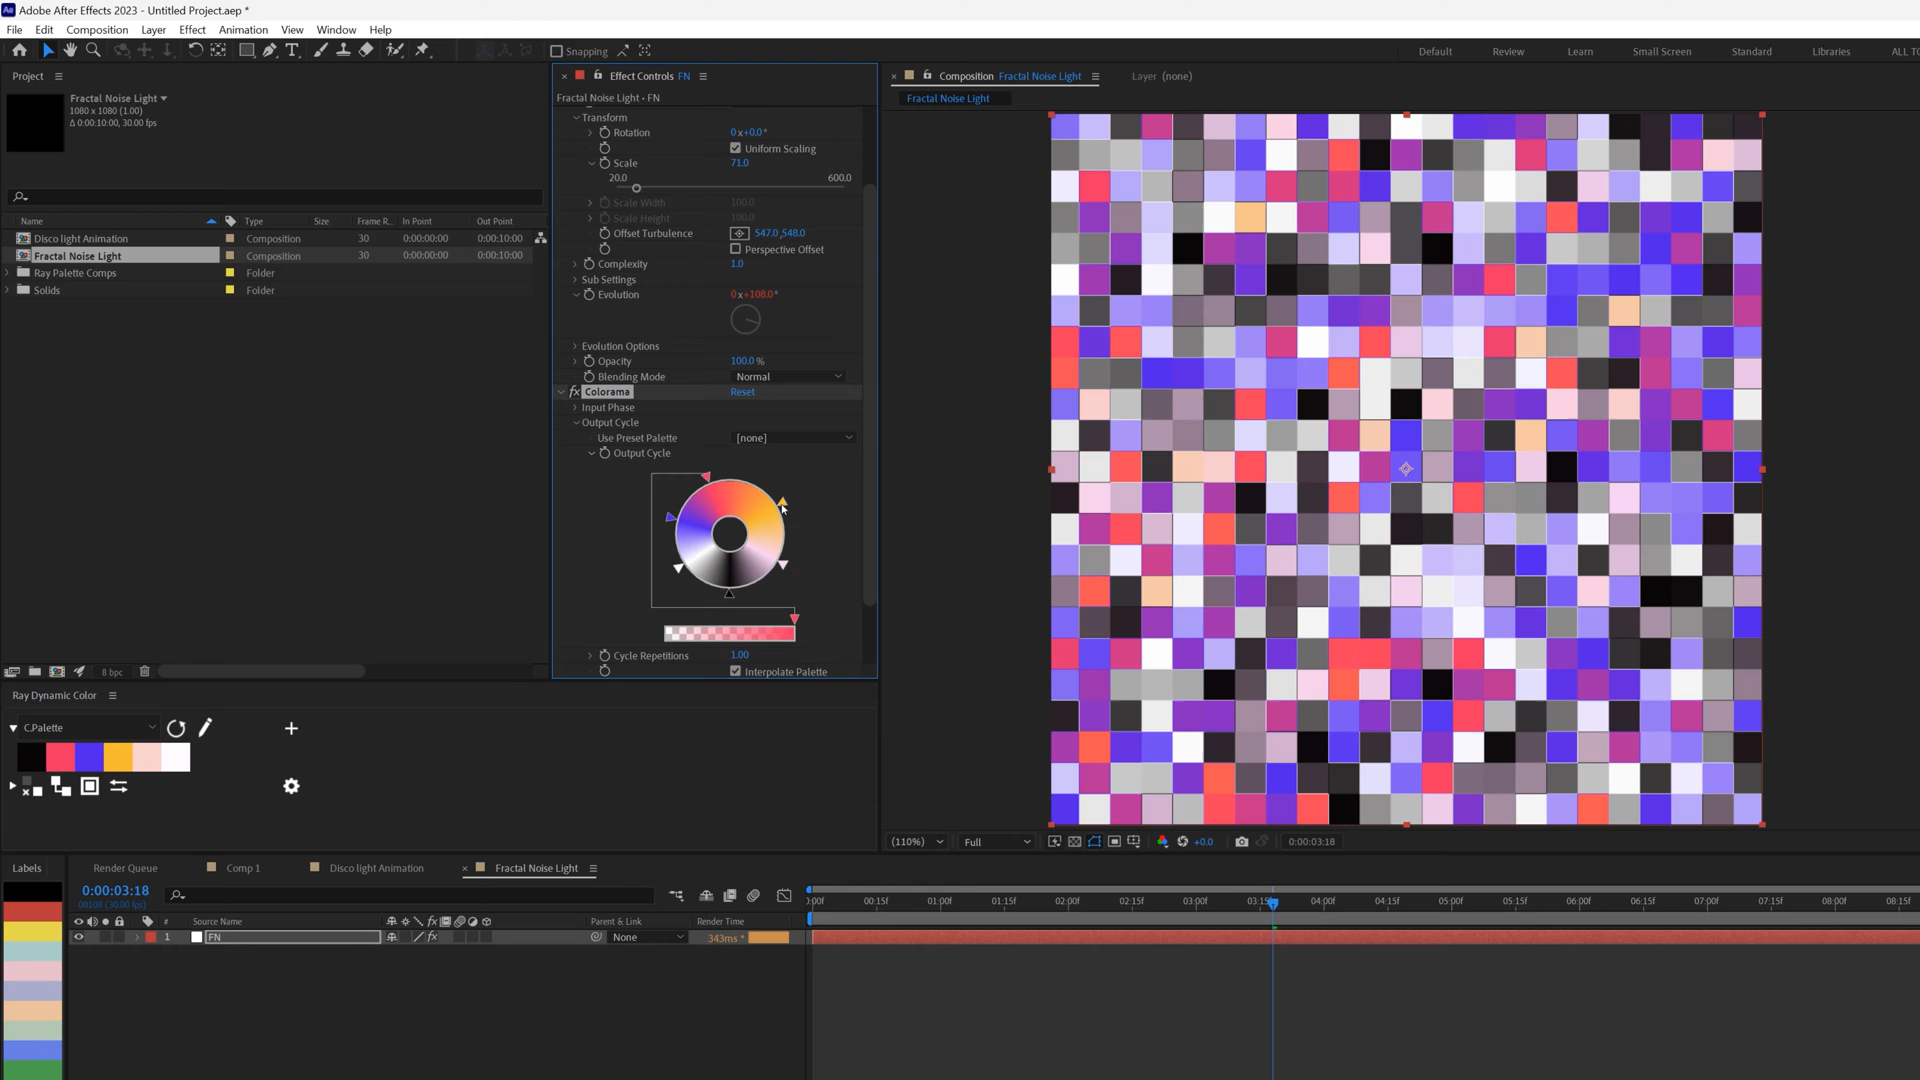 Adobe After Effects 2023 - Untitled Project.aep *
File Edit Composition Layer Effect Animation View Window Help
Snapping
Default Review Learn Small Screen Standard Libraries
Project
Fractal Noise Light
1080 x 1080 (1.00)
Δ 0:00:10:00, 30.00 fps
Name Type Size Frame R... In Point Out Point
Disco light Animation Composition 30 0:00:00:00 0:00:10:00
Fractal Noise Light Composition 30 0:00:00:00 0:00:10:00
Ray Palette Comps Folder
Solids Folder
8 bpc
Effect Controls FN
Fractal Noise Light • FN
Transform
Rotation 0 x+0.0°
Uniform Scaling
Scale 71.0
20.0 600.0
Scale Width 100.0
Scale Height 100.0
Offset Turbulence 547.0,548.0
Perspective Offset
Complexity 1.0
Sub Settings
Evolution 0 x+108.0°
Evolution Options
Opacity 100.0 %
Blending Mode Normal
fx Colorama Reset
Input Phase
Output Cycle
Use Preset Palette [none]
Output Cycle
Cycle Repetitions 1.00
Interpolate Palette
Composition Fractal Noise Light
Layer (none)
Fractal Noise Light
(110%) Full +0.0 0:00:03:18
Ray Dynamic Color
C.Palette
Labels
Render Queue Comp 1 Disco light Animation Fractal Noise Light
0:00:03:18
00108 (30.00 fps)
# Source Name fx Parent & Link Render Time
1 FN fx None 343ms *
00:15f 01:00f 01:15f 02:00f 02:15f 03:00f 04:00f 04:15f 05:00f 05:15f 06:00f 06:15f 07:00f 07:15f 08:00f 08:15f